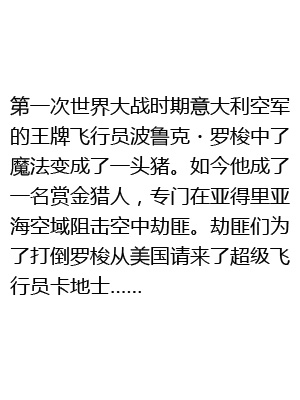 第一次世界大战时期意大利空军
的王牌飞行员波鲁克·罗梭中了
魔法变成了一头猪。如今他成了
一名赏金猎人，专门在亚得里亚
海空域阻击空中劫匪。劫匪们为
了打倒罗梭从美国请来了超级飞
行员卡地士……